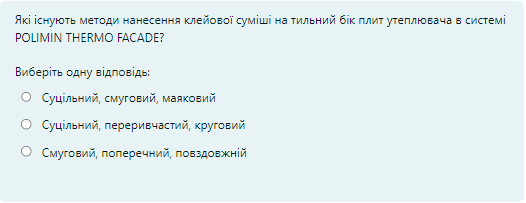 Які існують методи нанесення клейової суміші на тильний бік плит утеплювача в системі
POLIMIN THERMO FACADE?
Виберіть одну відповідь:
Суцільний, смуговий, маяковий
Суцільний, переривчастий, круговий
Смуговий, поперечний, повздовжній